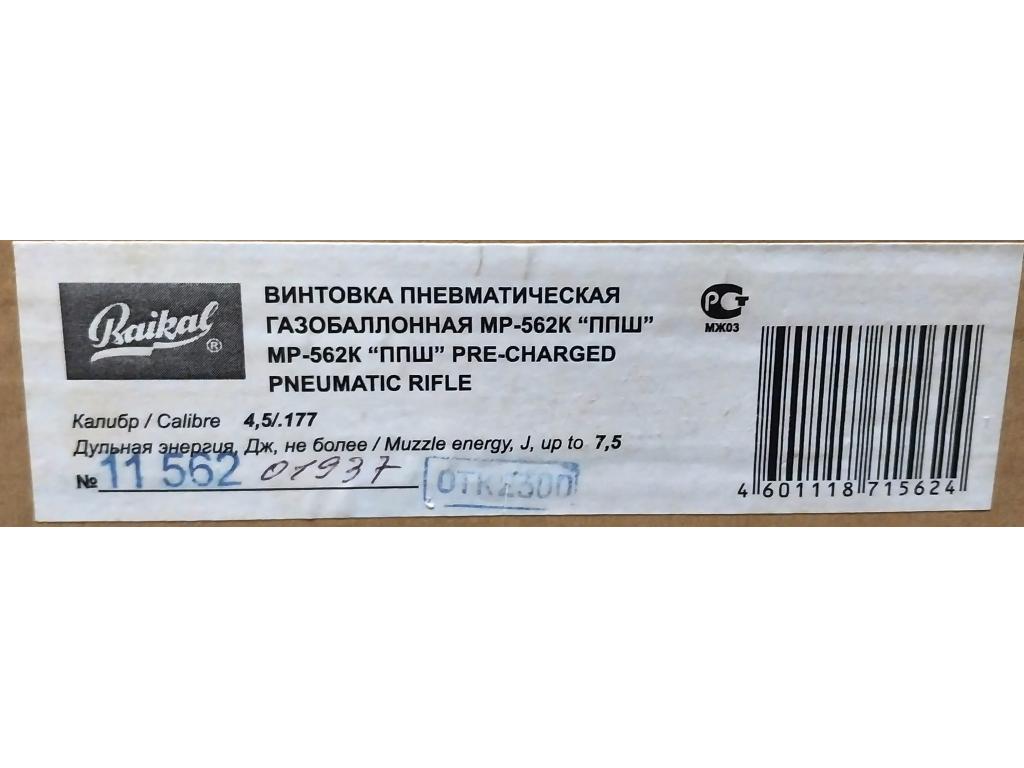 Baikal®
ВИНТОВКА ПНЕВМАТИЧЕСКАЯ
ГАЗОБАЛЛОННАЯ МР-562К “ППШ”
МР-562К “ППШ” PRE-CHARGED
PNEUMATIC RIFLE
РСТ
МЖ03
Калибр / Calibre 4,5/.177
Дульная энергия, Дж, не более / Muzzle energy, J, up to 7,5
№ 11 562 01937 ОТК2300
4 601118 715624